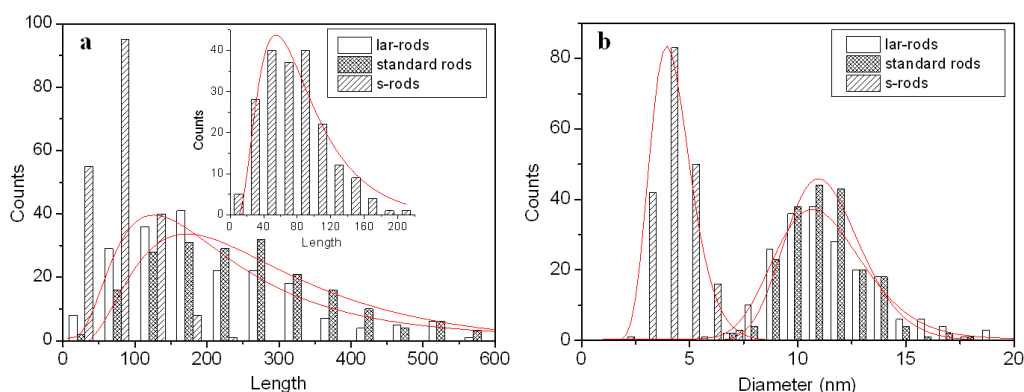 a
lar-rods
standard rods
s-rods
Counts
100
80
60
40
20
0
0 100 200 300 400 500 600
Length
Counts
40
30
20
10
0
0 40 80 120 160 200
Length
b
lar-rods
standard rods
s-rods
Counts
80
60
40
20
0
0 5 10 15 20
Diameter (nm)